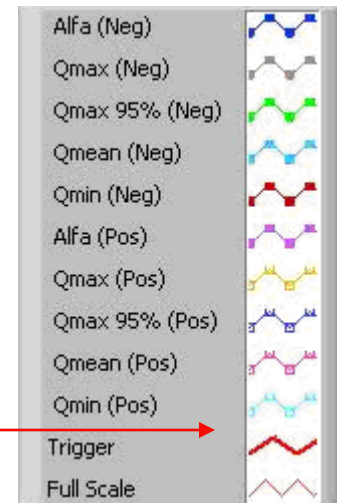 Alfa (Neg)
Qmax (Neg)
Qmax 95% (Neg)
Qmean (Neg)
Qmin (Neg)
Alfa (Pos)
Qmax (Pos)
Qmax 95% (Pos)
Qmean (Pos)
Qmin (Pos)
Trigger
Full Scale